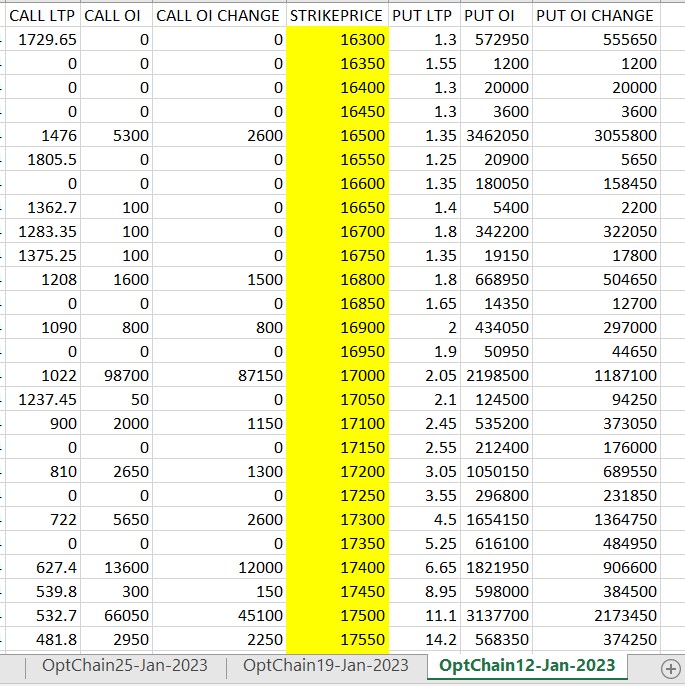 CALL LTP CALL OI CALL OI CHANGE STRIKEPRICE PUT LTP PUT OI PUT OI CHANGE
1729.65 0 0 16300 1.3 572950 555650
0 0 0 16350 1.55 1200 1200
0 0 0 16400 1.3 20000 20000
0 0 0 16450 1.3 3600 3600
1476 5300 2600 16500 1.35 3462050 3055800
1805.5 0 0 16550 1.25 20900 5650
0 0 0 16600 1.35 180050 158450
1362.7 100 0 16650 1.4 5400 2200
1283.35 100 0 16700 1.8 342200 322050
1375.25 100 0 16750 1.35 19150 17800
1208 1600 1500 16800 1.8 668950 504650
0 0 0 16850 1.65 14350 12700
1090 800 800 16900 2 434050 297000
0 0 0 16950 1.9 50950 44650
1022 98700 87150 17000 2.05 2198500 1187100
1237.45 50 0 17050 2.1 124500 94250
900 2000 1150 17100 2.45 535200 373050
0 0 0 17150 2.55 212400 176000
810 2650 1300 17200 3.05 1050150 689550
0 0 0 17250 3.55 296800 231850
722 5650 2600 17300 4.5 1654150 1364750
0 0 0 17350 5.25 616100 484950
627.4 13600 12000 17400 6.65 1821950 906600
539.8 300 150 17450 8.95 598000 384500
532.7 66050 45100 17500 11.1 3137700 2173450
481.8 2950 2250 17550 14.2 568350 374250
OptChain25-Jan-2023 OptChain19-Jan-2023 OptChain12-Jan-2023